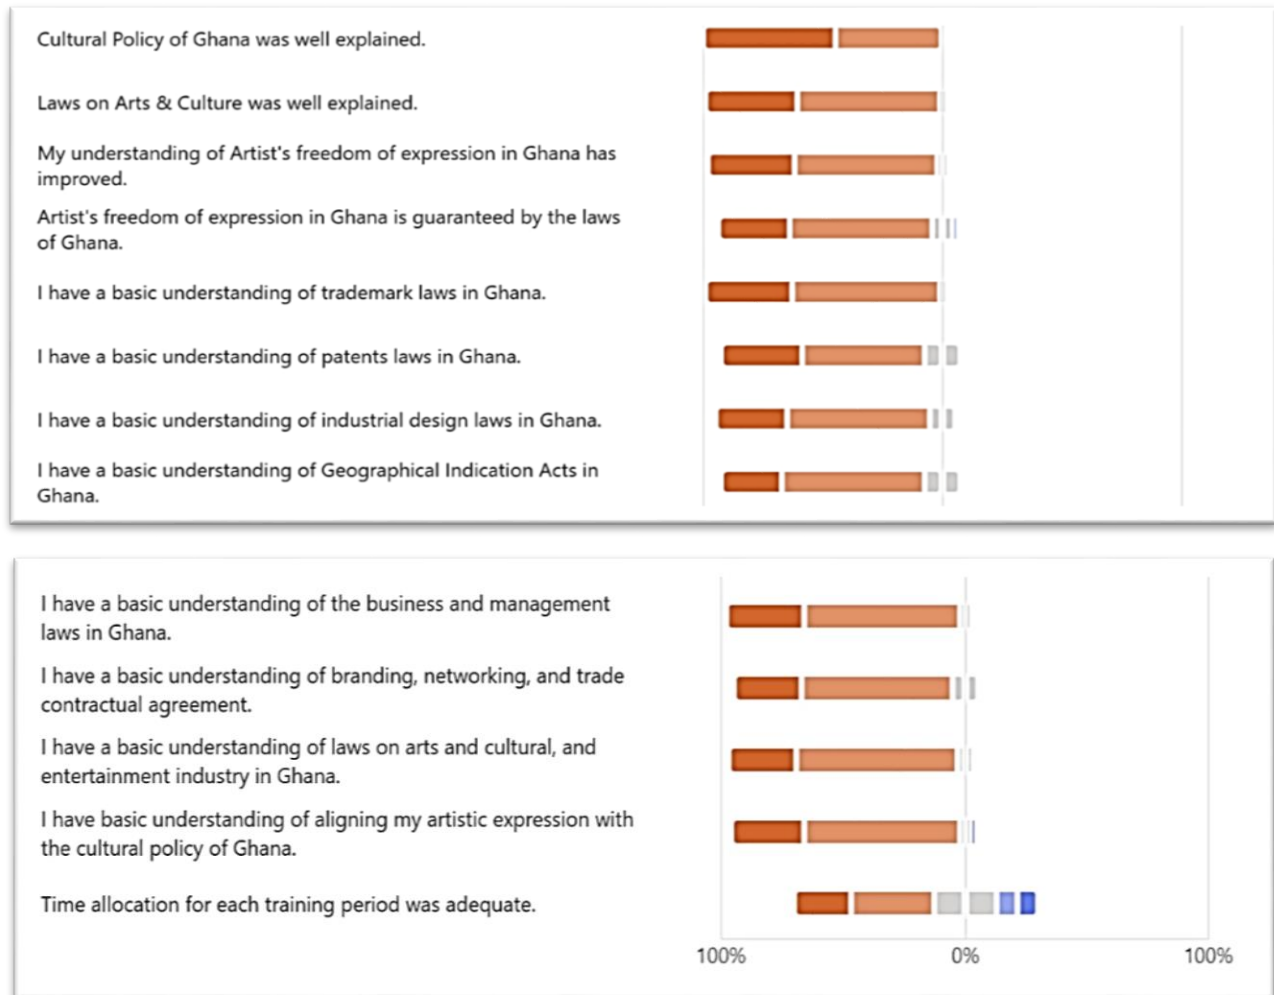 Cultural Policy of Ghana was well explained.
Laws on Arts & Culture was well explained.
My understanding of Artist's freedom of expression in Ghana has
improved.
Artist's freedom of expression in Ghana is guaranteed by the laws
of Ghana.
I have a basic understanding of trademark laws in Ghana.
I have a basic understanding of patents laws in Ghana.
I have a basic understanding of industrial design laws in Ghana.
I have a basic understanding of Geographical Indication Acts in
Ghana.
I have a basic understanding of the business and management
laws in Ghana.
I have a basic understanding of branding, networking, and trade
contractual agreement.
I have a basic understanding of laws on arts and cultural, and
entertainment industry in Ghana.
I have basic understanding of aligning my artistic expression with
the cultural policy of Ghana.
Time allocation for each training period was adequate.
100% 0% 100%